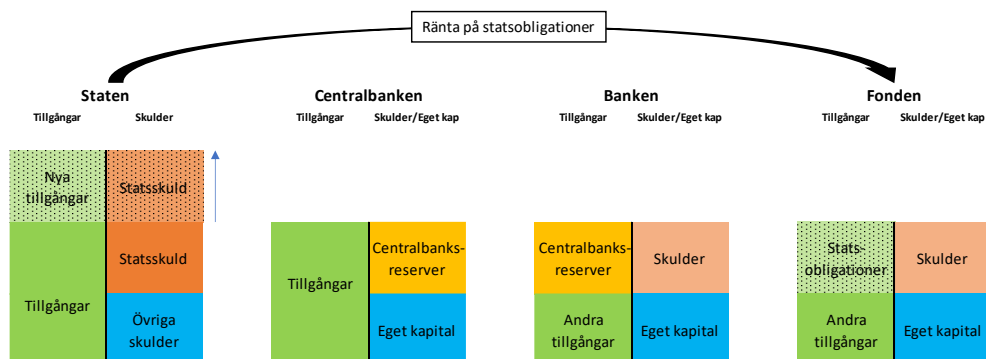 Ränta på statsobligationer
Staten
Tillgångar
Skulder
Nya
tillgångar
Statsskuld
Tillgångar
Statsskuld
Övriga
skulder
Centralbanken
Tillgångar
Skulder/Eget kap
Tillgångar
Centralbanks-
reserver
Eget kapital
Banken
Tillgångar
Skulder/Eget kap
Centralbanks-
reserver
Skulder
Andra
tillgångar
Eget kapital
Fonden
Tillgångar
Skulder/Eget kap
Stats-
obligationer
Skulder
Andra
tillgångar
Eget kapital